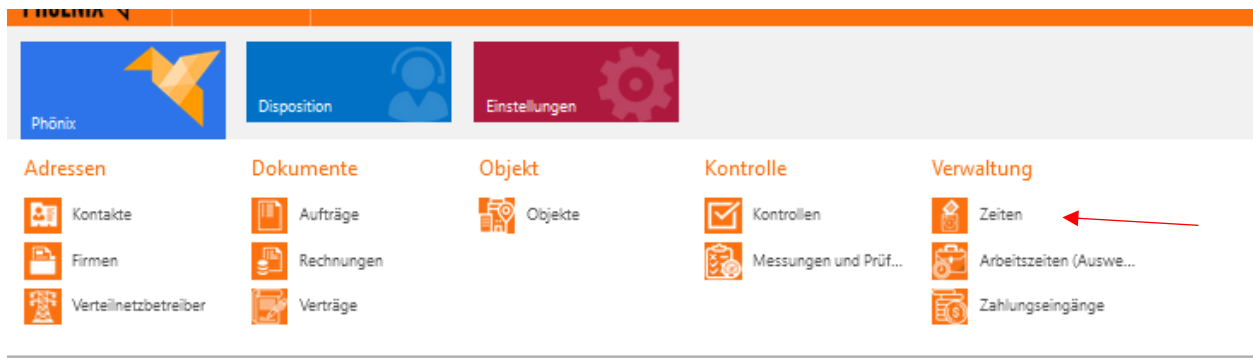 PHOENIX
Phönix
Disposition
Einstellungen
Adressen
Kontakte
Firmen
Verteilnetzbetreiber
Dokumente
Aufträge
Rechnungen
Verträge
Objekt
Objekte
Kontrolle
Kontrollen
Messungen und Prüf...
Verwaltung
Zeiten
Arbeitszeiten (Auswe...
Zahlungseingänge